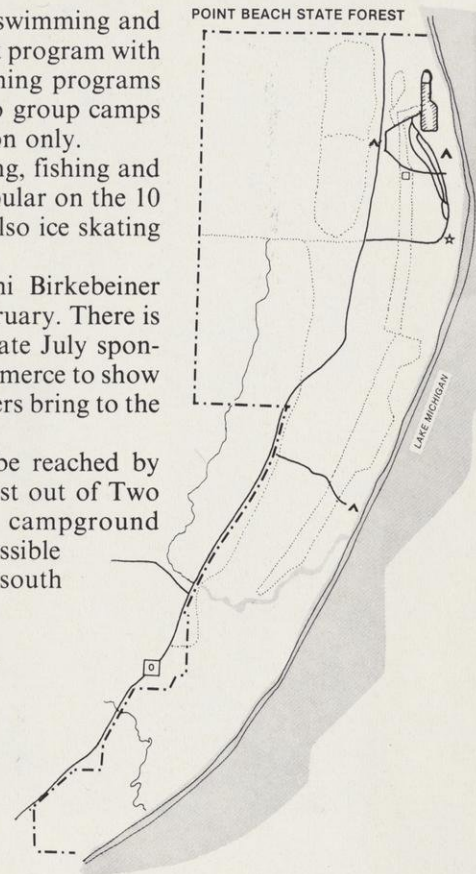 POINT BEACH STATE FOREST
swimming and
program with
ning programs
group camps
on only.
ng, fishing and
ular on the 10
also ice skating
ni Birkebeiner
ruary. There is
ate July spon-
merce to show
ers bring to the
be reached by
st out of Two
campground
ssible
south
LAKE MICHIGAN
O